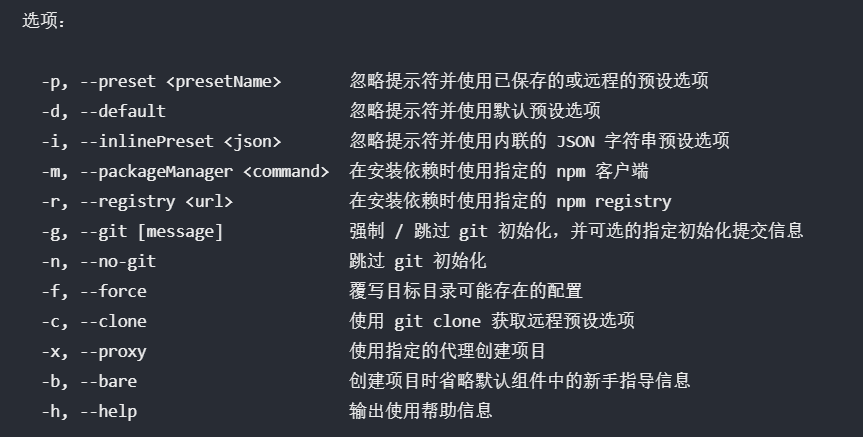 选项：
-p, --preset <presetName>       忽略提示符并使用已保存的或远程的预设选项
-d, --default                   忽略提示符并使用默认预设选项
-i, --inlinePreset <json>       忽略提示符并使用内联的 JSON 字符串预设选项
-m, --packageManager <command>  在安装依赖时使用指定的 npm 客户端
-r, --registry <url>            在安装依赖时使用指定的 npm registry
-g, --git [message]             强制 / 跳过 git 初始化，并可选的指定初始化提交信息
-n, --no-git                    跳过 git 初始化
-f, --force                     覆写目标目录可能存在的配置
-c, --clone                     使用 git clone 获取远程预设选项
-x, --proxy                     使用指定的代理创建项目
-b, --bare                      创建项目时省略默认组件中的新手指导信息
-h, --help                      输出使用帮助信息